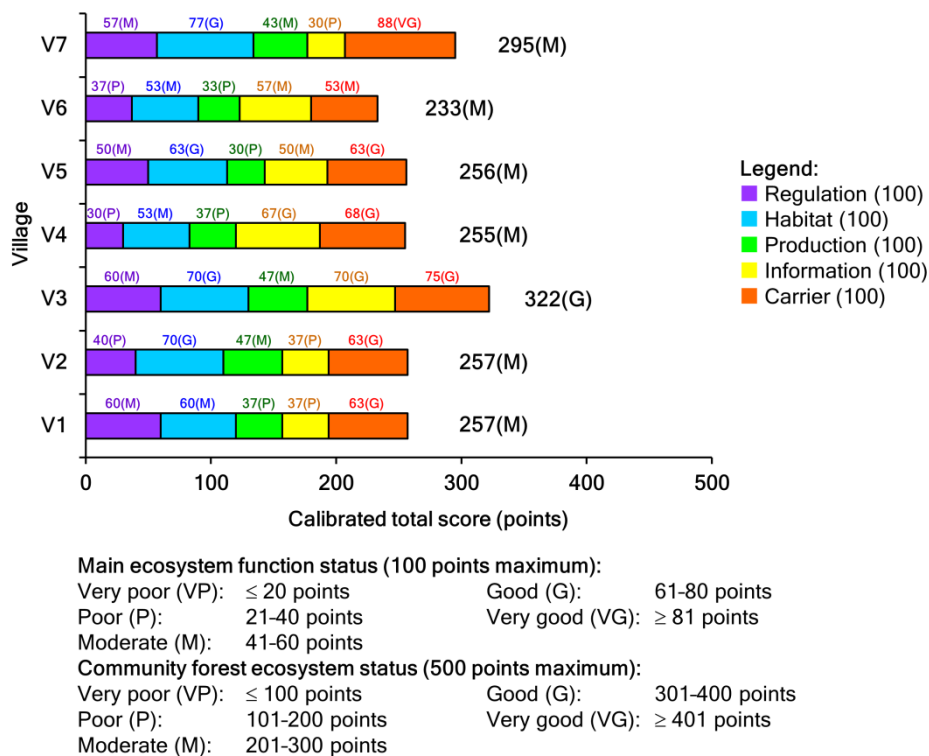 57(M) 77(G) 43(M) 30(P) 88(VG)
V7 295(M)
37(P) 53(M) 33(P) 57(M) 53(M)
V6 233(M)
50(M) 63(G) 30(P) 50(M) 63(G)
V5 256(M)
30(P) 53(M) 37(P) 67(G) 68(G)
V4 255(M)
60(M) 70(G) 47(M) 70(G) 75(G)
V3 322(G)
40(P) 70(G) 47(M) 37(P) 63(G)
V2 257(M)
60(M) 60(M) 37(P) 37(P) 63(G)
V1 257(M)
Village
0 100 200 300 400 500
Calibrated total score (points)
Legend:
Regulation (100)
Habitat (100)
Production (100)
Information (100)
Carrier (100)
Main ecosystem function status (100 points maximum):
Very poor (VP): ≤ 20 points Good (G): 61-80 points
Poor (P): 21-40 points Very good (VG): ≥ 81 points
Moderate (M): 41-60 points
Community forest ecosystem status (500 points maximum):
Very poor (VP): ≤ 100 points Good (G): 301-400 points
Poor (P): 101-200 points Very good (VG): ≥ 401 points
Moderate (M): 201-300 points